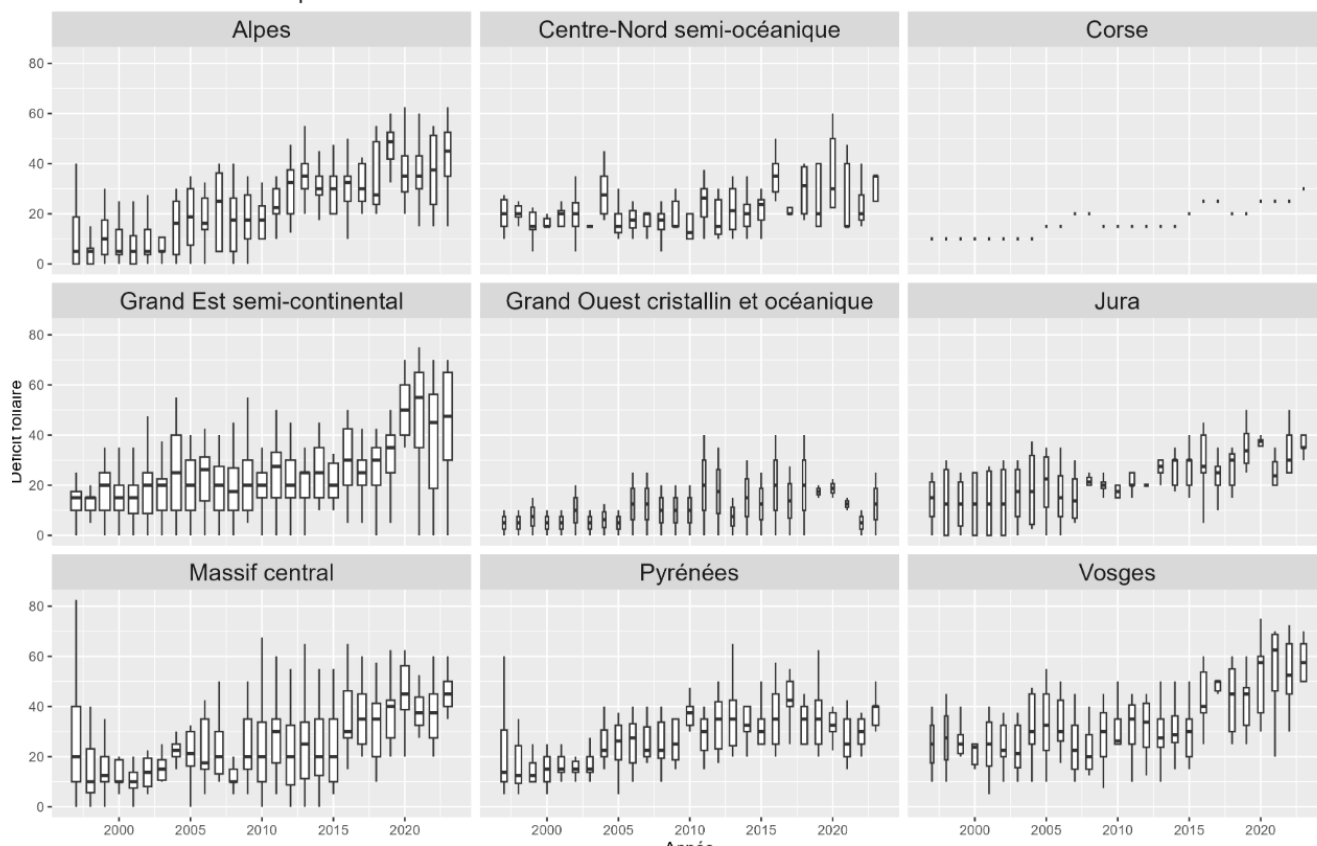 Alpes
Centre-Nord semi-océanique
Corse
80
60
40
20
0
Grand Est semi-continental
Grand Ouest cristallin et océanique
Jura
Déficit foliaire
80
60
40
20
0
Massif central
Pyrénées
Vosges
80
60
40
20
0
2000 2005 2010 2015 2020
2000 2005 2010 2015 2020
2000 2005 2010 2015 2020
Année